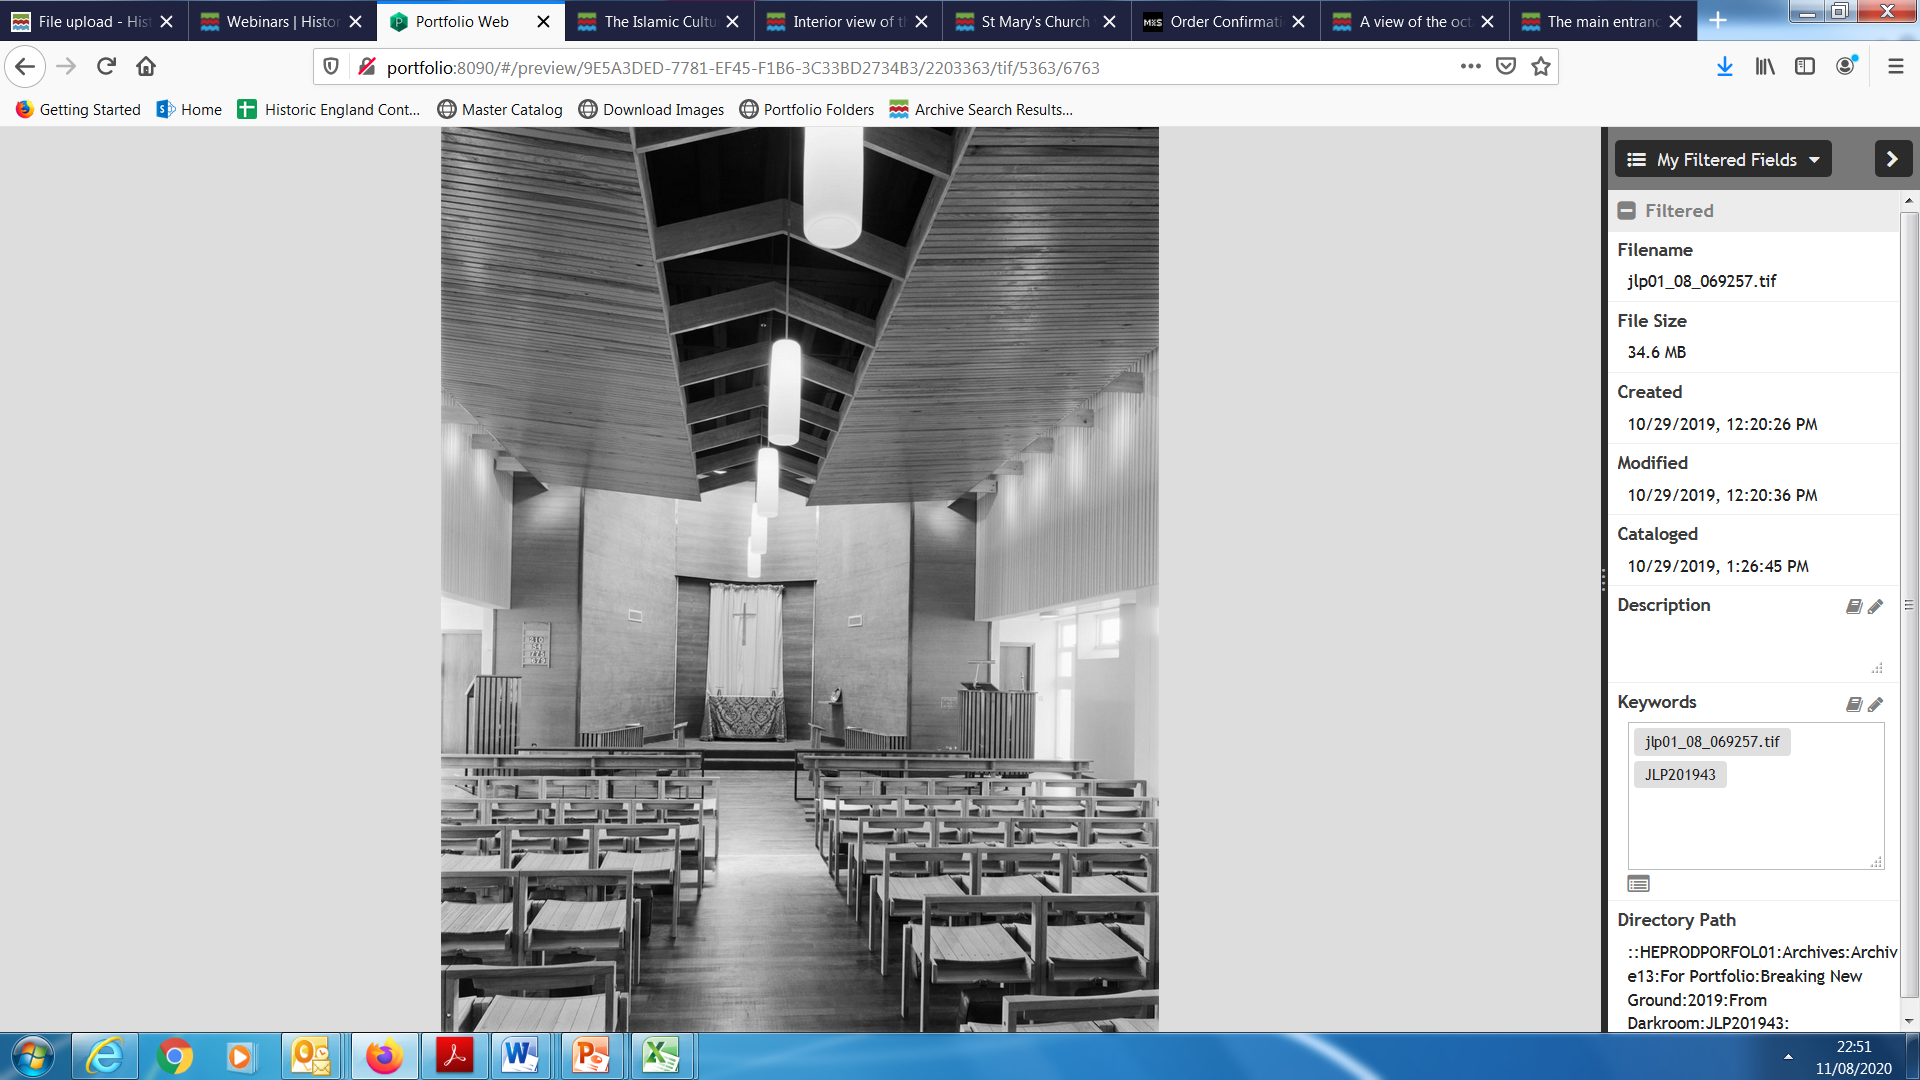 File upload - Hist
Webinars | Histor
Portfolio Web
The Islamic Cultu
Interior view of th
St Mary's Church
M&S Order Confirmati
A view of the oct
The main entranc
portfolio:8090/#/preview/9E5A3DED-7781-EF45-F1B6-3C33BD2734B3/2203363/tif/5363/6763
Getting Started
Home
Historic England Cont...
Master Catalog
Download Images
Portfolio Folders
Archive Search Results...
My Filtered Fields
Filtered
Filename
jlp01_08_069257.tif
File Size
34.6 MB
Created
10/29/2019, 12:20:26 PM
Modified
10/29/2019, 12:20:36 PM
Cataloged
10/29/2019, 1:26:45 PM
Description
Keywords
jlp01_08_069257.tif
JLP201943
Directory Path
::HEPRODPORFOL01:Archives:Archiv
e13:For Portfolio:Breaking New
Ground:2019:From
Darkroom:JLP201943:
22:51
11/08/2020